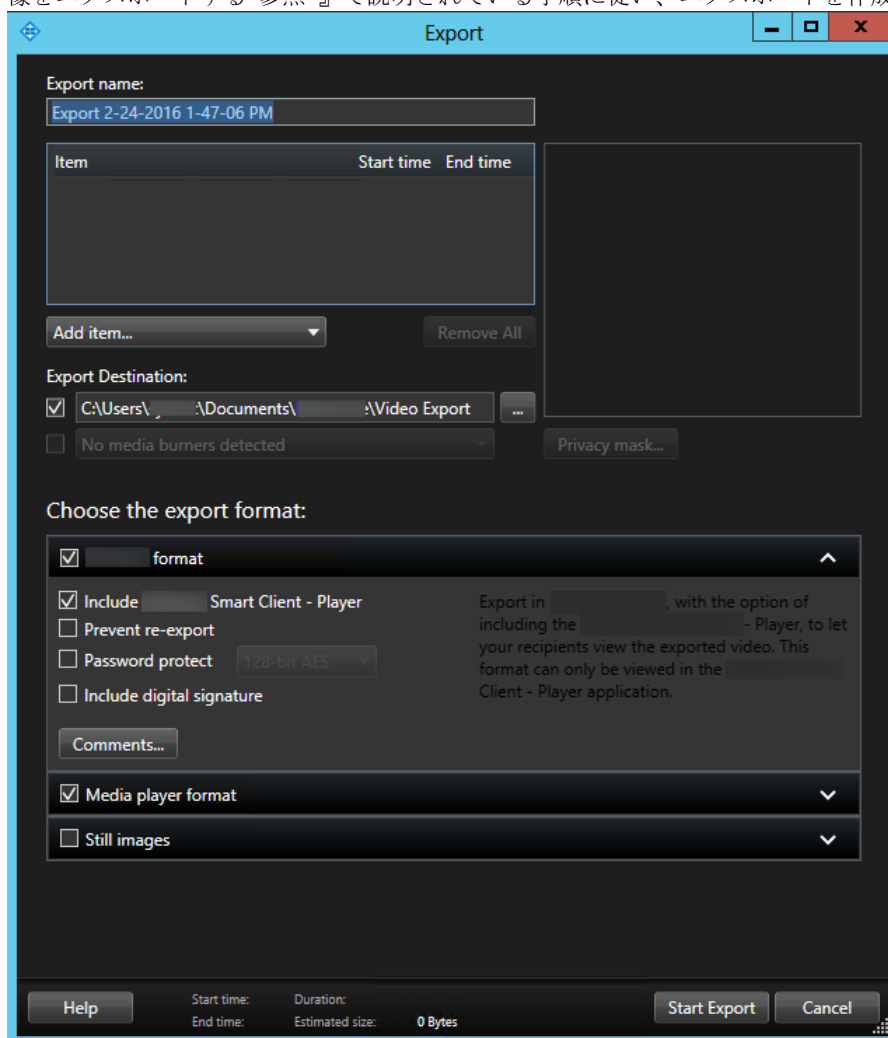 像をエクスポートする"参照 "』で説明されている手順に従い、エクスポートを作成
Export
Export name:
Export 2-24-2016 1-47-06 PM
Item Start time End time
Add item... Remove All
Export Destination:
C:\Users\ :\Documents\ :\Video Export ...
No media burners detected Privacy mask...
Choose the export format:
format
Include Smart Client - Player
Prevent re-export
Password protect 128-bit AES
Include digital signature
Export in , with the option of
including the - Player, to let
your recipients view the exported video. This
format can only be viewed in the
Client - Player application.
Comments...
Media player format
Still images
Help Start time: Duration: Start Export Cancel
End time: Estimated size: 0 Bytes